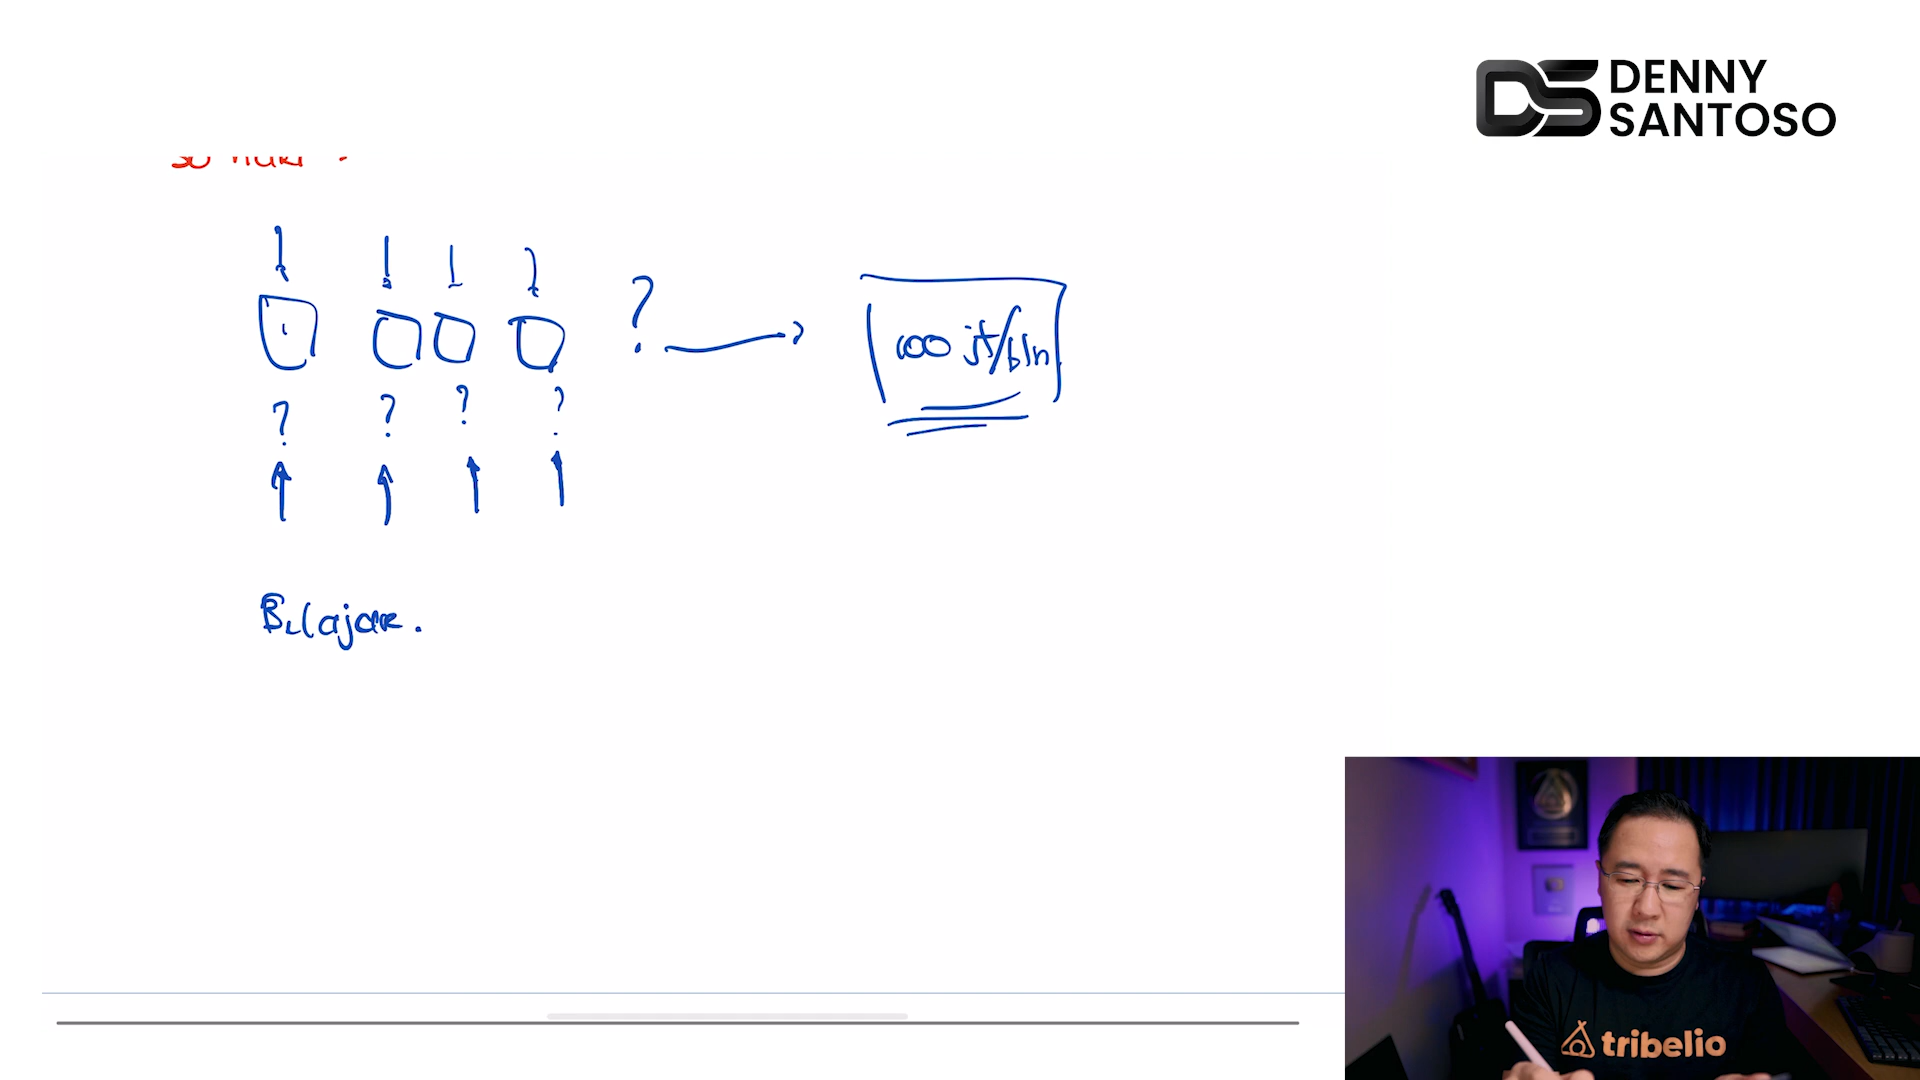 DENNY
SANTOSO
? 100 jt/bln
? ? ? ?
Belajar.
tribelio